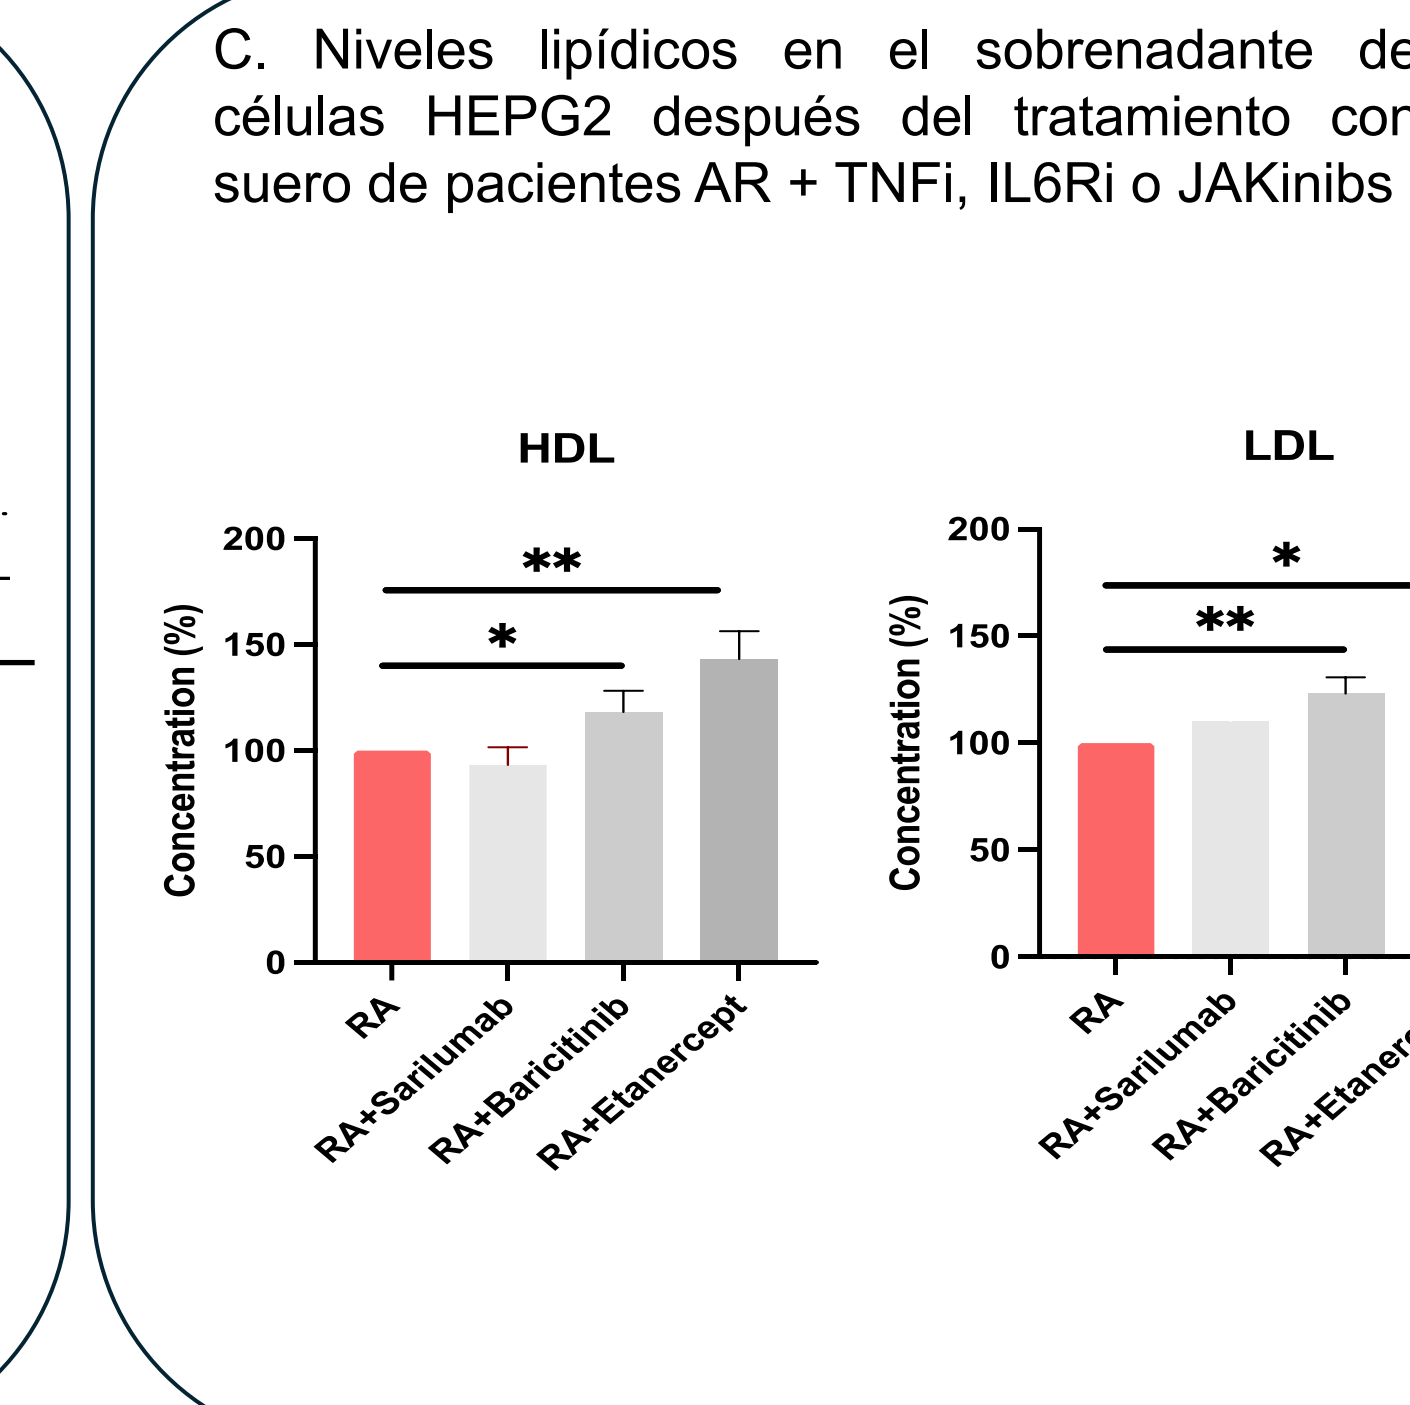 C. Niveles lipídicos en el sobrenadante de
células HEPG2 después del tratamiento con
suero de pacientes AR + TNFi, IL6Ri o JAKinibs
HDL
200
150
100
50
0
Concentration (%)
**
*
RA
RA+Sarilumab
RA+Baricitinib
RA+Etanercept
LDL
200
150
100
50
0
Concentration (%)
*
**
RA
RA+Sarilumab
RA+Baricitinib